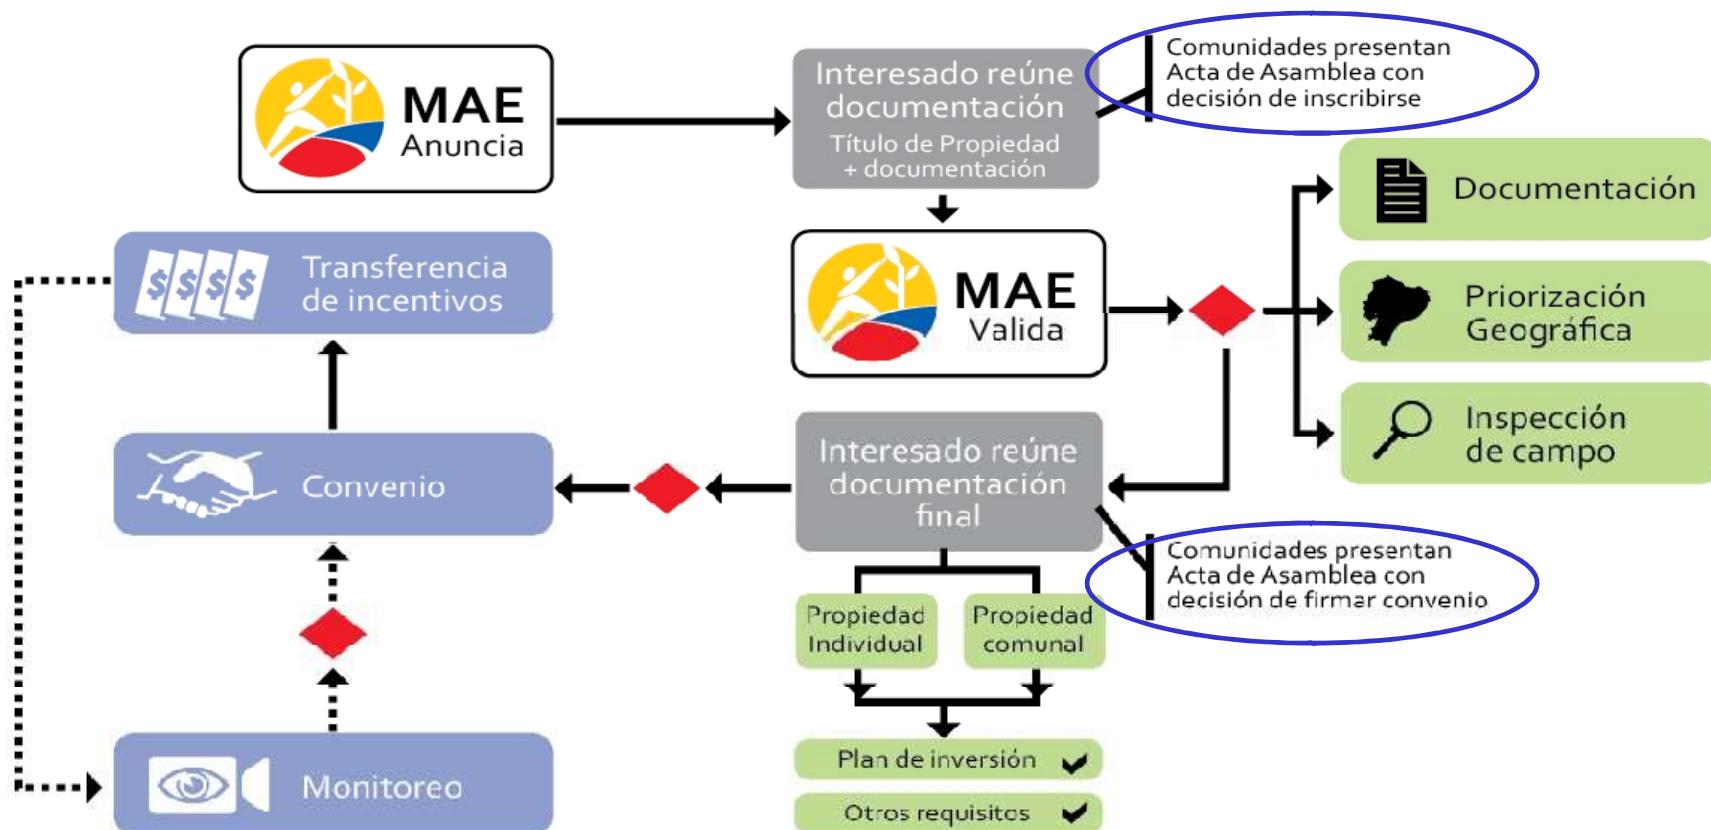 MAE
Anuncia
Interesado reúne
documentación
Título de Propiedad
+ documentación
Comunidades presentan
Acta de Asamblea con
decisión de inscribirse
Documentación
Transferencia
de incentivos
$ $ $ $
MAE
Valida
Priorización
Geográfica
Inspección
de campo
Convenio
Interesado reúne
documentación
final
Comunidades presentan
Acta de Asamblea con
decisión de firmar convenio
Propiedad
Individual
Propiedad
comunal
Monitoreo
Plan de inversión
Otros requisitos